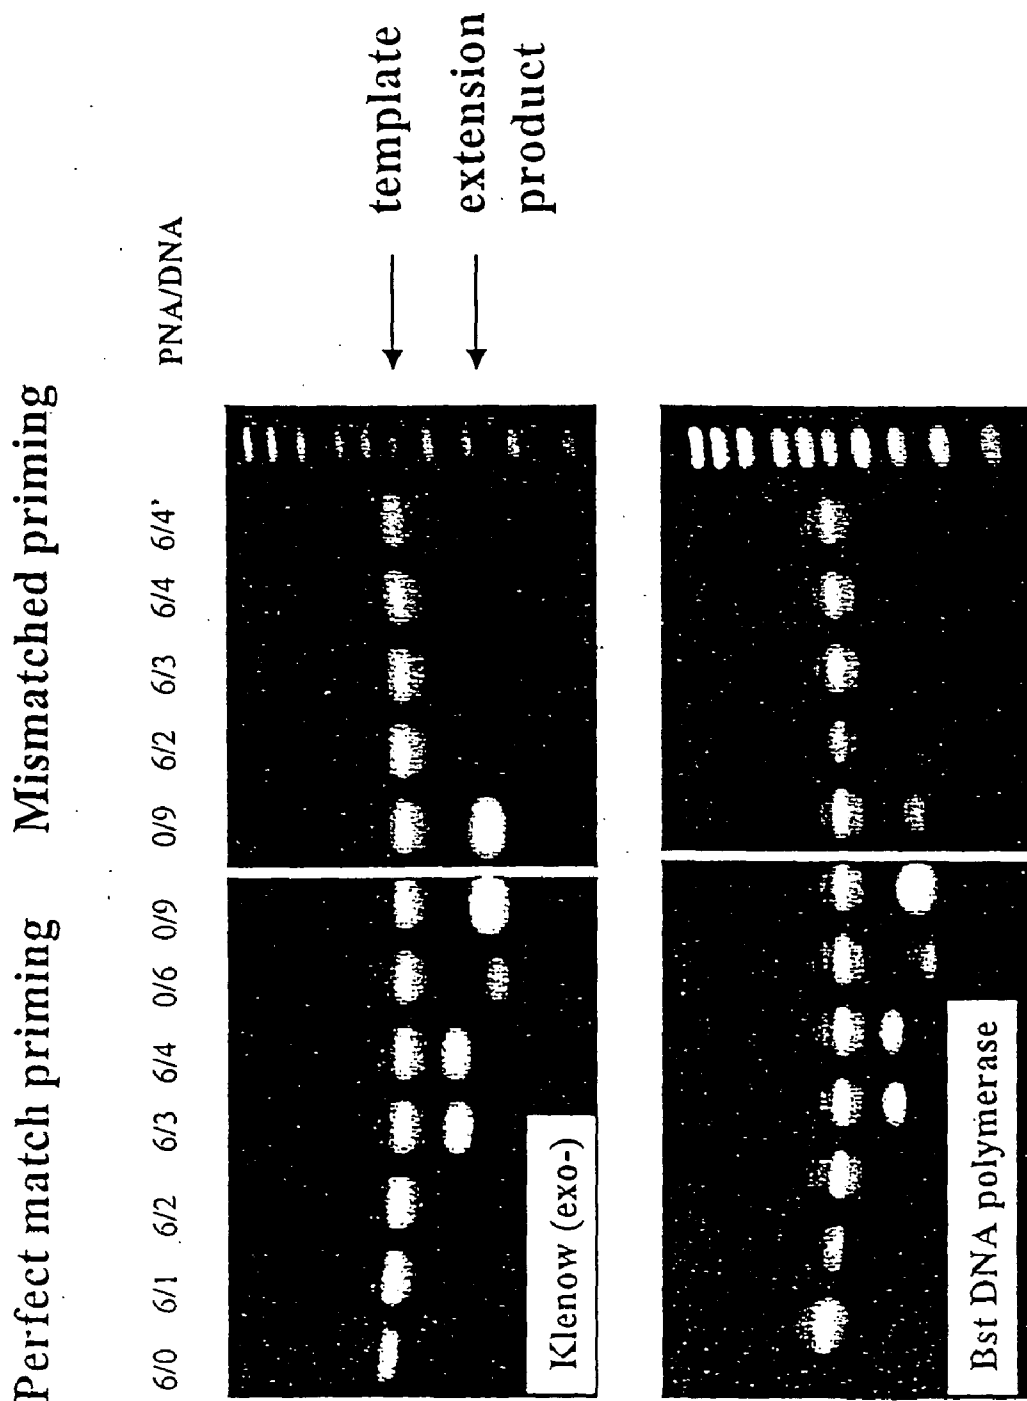 Perfect match priming
Mismatched priming
6/0 6/1 6/2 6/3 6/4 0/6 0/9 0/9 6/2 6/3 6/4 6/4' PNA/DNA
template
extension
product
Klenow (exo-)
Bst DNA polymerase